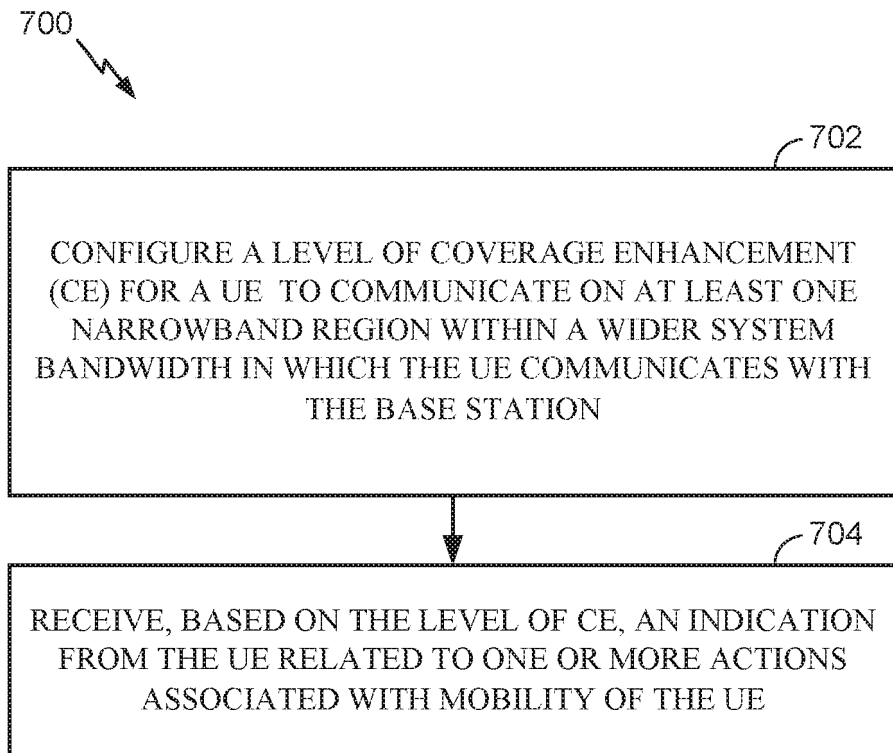 700
702
CONFIGURE A LEVEL OF COVERAGE ENHANCEMENT
(CE) FOR A UE TO COMMUNICATE ON AT LEAST ONE
NARROWBAND REGION WITHIN A WIDER SYSTEM
BANDWIDTH IN WHICH THE UE COMMUNICATES WITH
THE BASE STATION
704
RECEIVE, BASED ON THE LEVEL OF CE, AN INDICATION
FROM THE UE RELATED TO ONE OR MORE ACTIONS
ASSOCIATED WITH MOBILITY OF THE UE